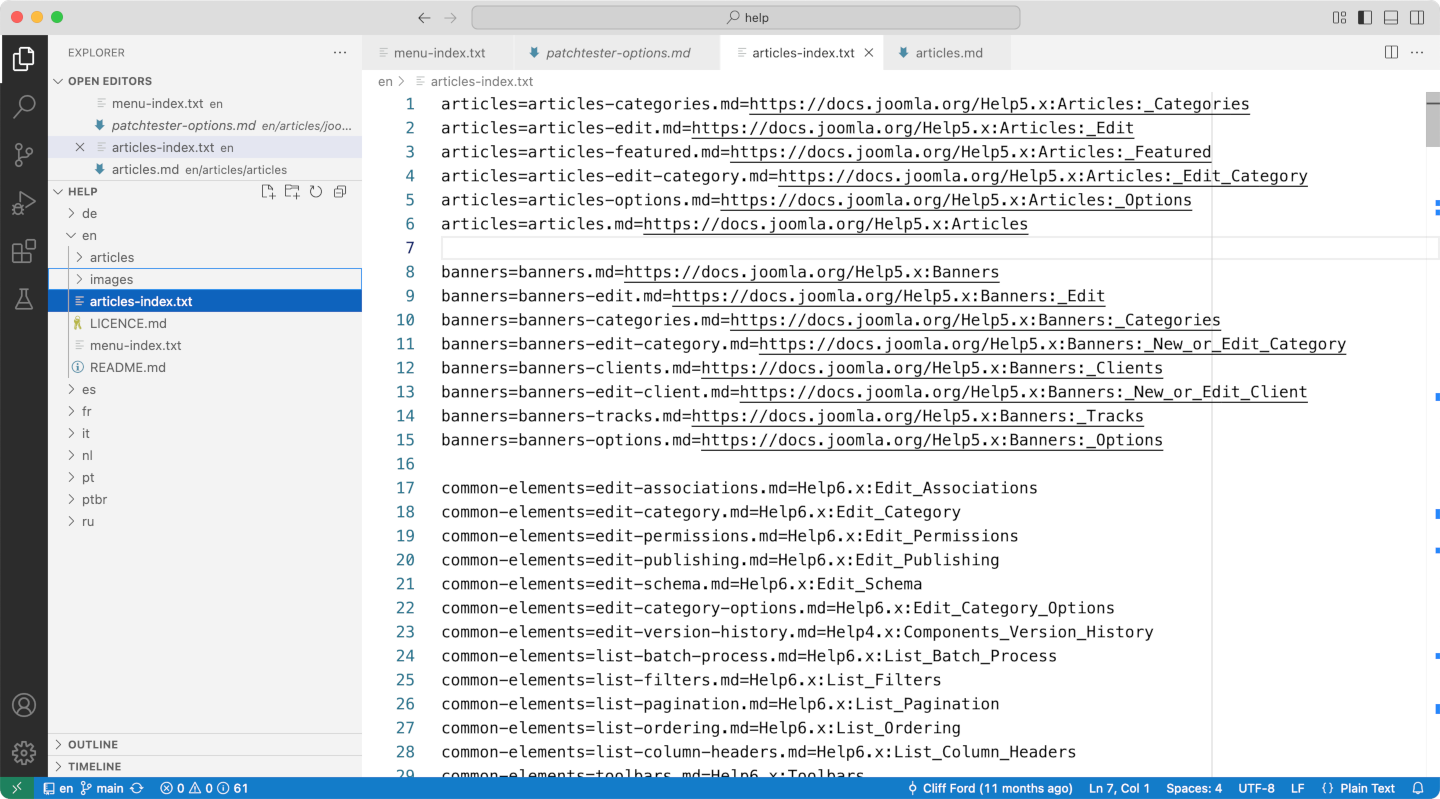 help
EXPLORER
OPEN EDITORS
menu-index.txt en
patchtester-options.md en/articles/joo...
articles-index.txt en
articles.md en/articles/articles
HELP
de
en
articles
images
articles-index.txt
LICENCE.md
menu-index.txt
README.md
es
fr
it
nl
pt
ptbr
ru
OUTLINE
TIMELINE
menu-index.txt
patchtester-options.md
articles-index.txt
articles.md
en > articles-index.txt
1 articles=articles-categories.md=https://docs.joomla.org/Help5.x:Articles:_Categories
2 articles=articles-edit.md=https://docs.joomla.org/Help5.x:Articles:_Edit
3 articles=articles-featured.md=https://docs.joomla.org/Help5.x:Articles:_Featured
4 articles=articles-edit-category.md=https://docs.joomla.org/Help5.x:Articles:_Edit_Category
5 articles=articles-options.md=https://docs.joomla.org/Help5.x:Articles:_Options
6 articles=articles.md=https://docs.joomla.org/Help5.x:Articles
7
8 banners=banners.md=https://docs.joomla.org/Help5.x:Banners
9 banners=banners-edit.md=https://docs.joomla.org/Help5.x:Banners:_Edit
10 banners=banners-categories.md=https://docs.joomla.org/Help5.x:Banners:_Categories
11 banners=banners-edit-category.md=https://docs.joomla.org/Help5.x:Banners:_New_or_Edit_Category
12 banners=banners-clients.md=https://docs.joomla.org/Help5.x:Banners:_Clients
13 banners=banners-edit-client.md=https://docs.joomla.org/Help5.x:Banners:_New_or_Edit_Client
14 banners=banners-tracks.md=https://docs.joomla.org/Help5.x:Banners:_Tracks
15 banners=banners-options.md=https://docs.joomla.org/Help5.x:Banners:_Options
16
17 common-elements=edit-associations.md=Help6.x:Edit_Associations
18 common-elements=edit-category.md=Help6.x:Edit_Category
19 common-elements=edit-permissions.md=Help6.x:Edit_Permissions
20 common-elements=edit-publishing.md=Help6.x:Edit_Publishing
21 common-elements=edit-schema.md=Help6.x:Edit_Schema
22 common-elements=edit-category-options.md=Help6.x:Edit_Category_Options
23 common-elements=edit-version-history.md=Help4.x:Components_Version_History
24 common-elements=list-batch-process.md=Help6.x:List_Batch_Process
25 common-elements=list-filters.md=Help6.x:List_Filters
26 common-elements=list-pagination.md=Help6.x:List_Pagination
27 common-elements=list-ordering.md=Help6.x:List_Ordering
28 common-elements=list-column-headers.md=Help6.x:List_Column_Headers
29 common-elements=toolbars.md=Help6.x:Toolbars
en main 0 0 61 Cliff Ford (11 months ago) Ln 7, Col 1 Spaces: 4 UTF-8 LF {} Plain Text